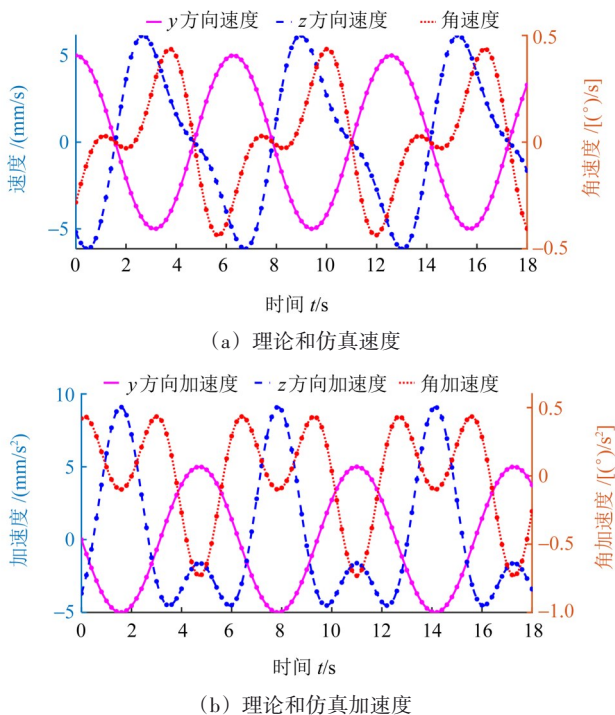 y方向速度 z方向速度 角速度
5
0
−5
速度 /(mm/s)
0.5
0
−0.5
角速度 /[(°)/s]
0 2 4 6 8 10 12 14 16 18
时间 t/s
（a）理论和仿真速度
y方向加速度 z方向加速度 角加速度
10
5
0
−5
加速度 /(mm/s²)
0.5
0
−0.5
−1.0
角加速度 /[(°)/s²]
0 2 4 6 8 10 12 14 16 18
时间 t/s
（b）理论和仿真加速度